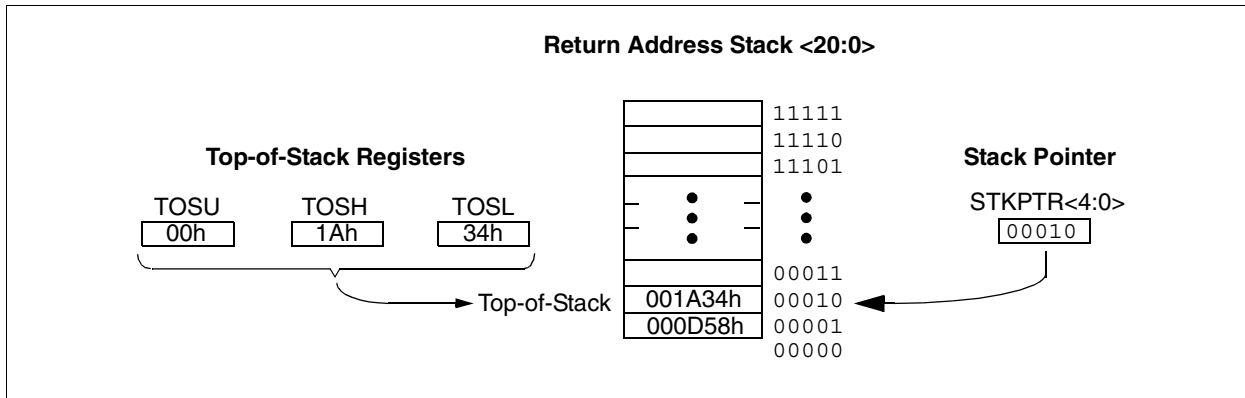 Return Address Stack <20:0>
11111
11110
Top-of-Stack Registers
11101
Stack Pointer
TOSU TOSH TOSL
STKPTR<4:0>
00h 1Ah 34h
00010
00011
Top-of-Stack 001A34h 00010
000D58h 00001
00000